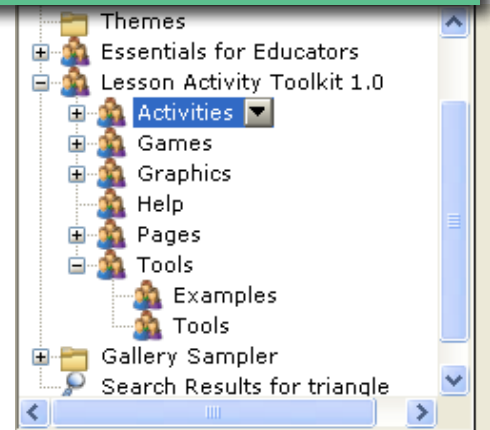 Themes
Essentials for Educators
Lesson Activity Toolkit 1.0
Activities
Games
Graphics
Help
Pages
Tools
Examples
Tools
Gallery Sampler
Search Results for triangle